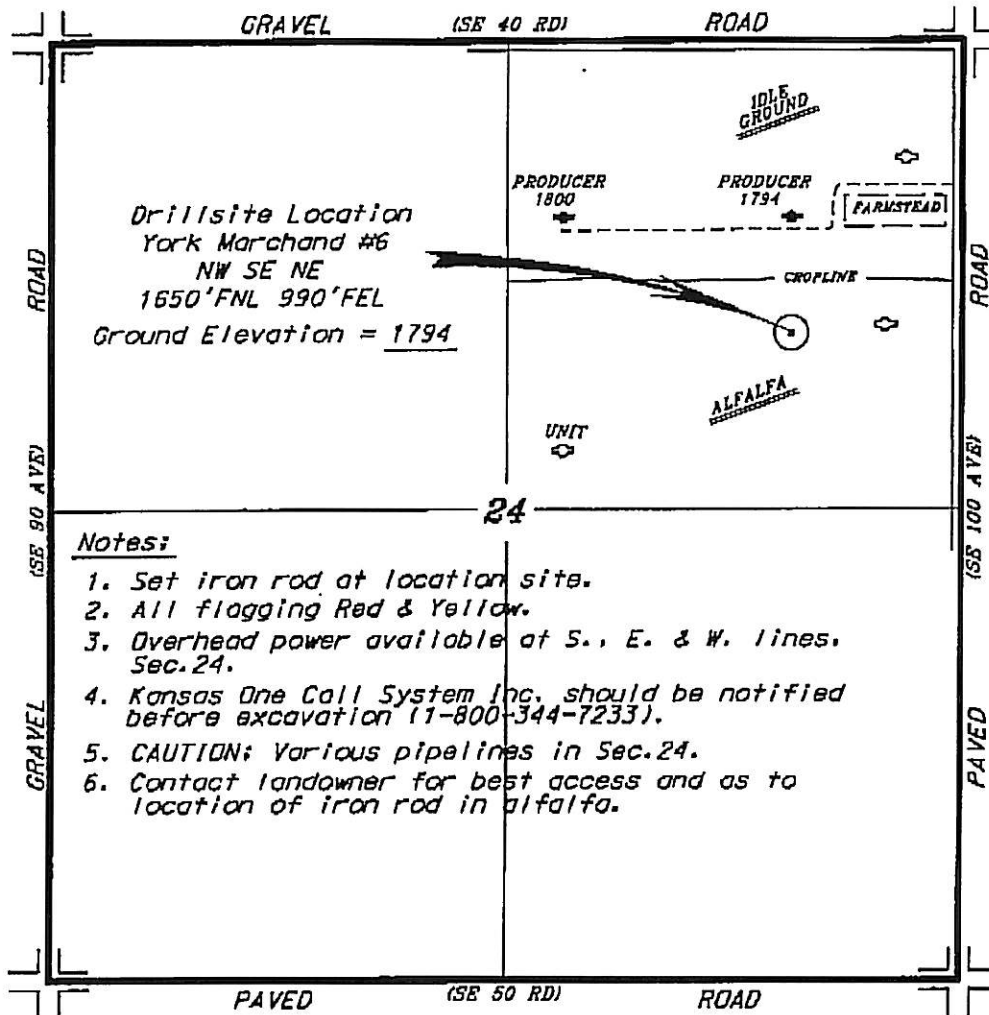 GRAVEL (SE 40 RD) ROAD
IDLE
GROUND
PRODUCER
1800
PRODUCER
1794
FARMSTEAD
Drillsite Location
York Marchand #6
NW SE NE
1650'FNL 990'FEL
Ground Elevation = 1794
CROPLINE
ALFALFA
UNIT
24
ROAD
(SE 90 AVE)
GRAVEL
ROAD
(SE 100 AVE)
PAVED
Notes:
1. Set iron rod at location site.
2. All flagging Red & Yellow.
3. Overhead power available at S., E. & W. lines,
Sec.24.
4. Kansas One Call System Inc. should be notified
before excavation (1-800-344-7233).
5. CAUTION: Various pipelines in Sec.24.
6. Contact landowner for best access and as to
location of iron rod in alfalfa.
PAVED (SE 50 RD) ROAD